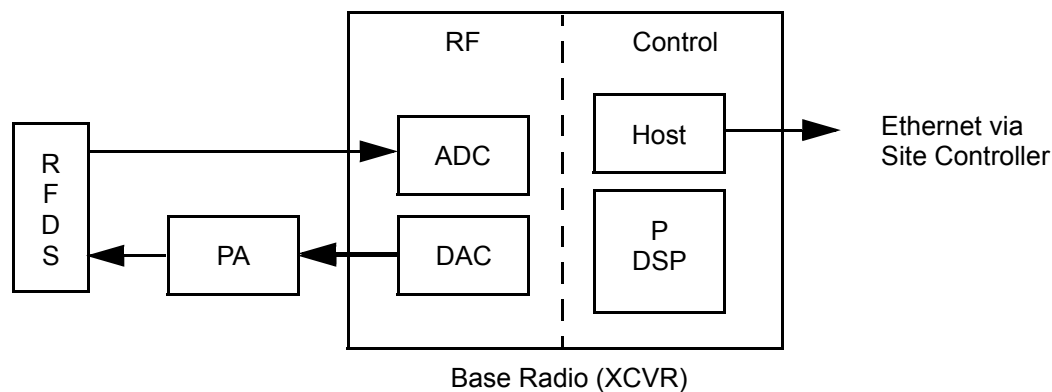 RF
Control
R
F
D
S
ADC
Host
Ethernet via
Site Controller
PA
DAC
P
DSP
Base Radio (XCVR)